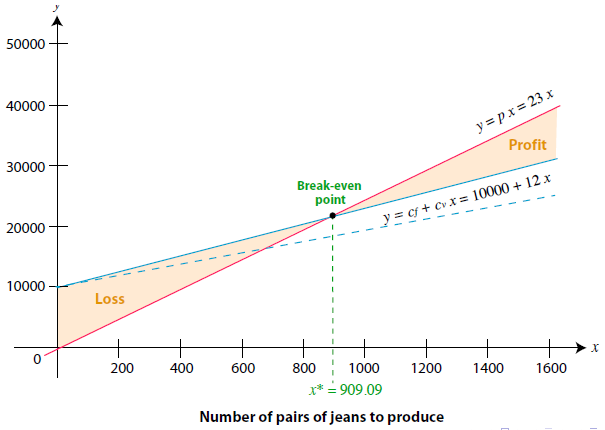 y
50000
40000
30000
20000
10000
0
y = p x = 23 x
Profit
Break-even
point
y = cf + cv x = 10000 + 12 x
Loss
x
200 400 600 800 1000 1200 1400 1600
x* = 909.09
Number of pairs of jeans to produce